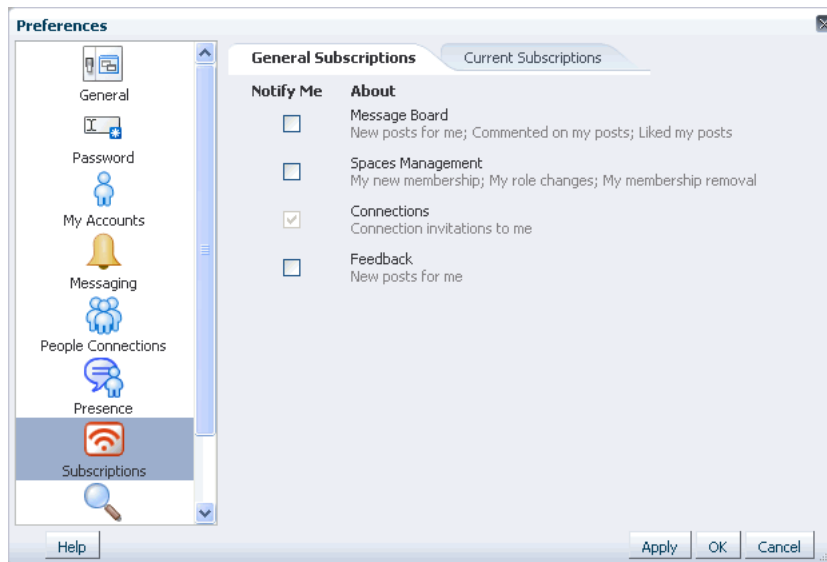 Preferences
General
Password
My Accounts
Messaging
People Connections
Presence
Subscriptions
General Subscriptions
Current Subscriptions
Notify Me About
Message Board
New posts for me; Commented on my posts; Liked my posts
Spaces Management
My new membership; My role changes; My membership removal
Connections
Connection invitations to me
Feedback
New posts for me
Help
Apply
OK
Cancel